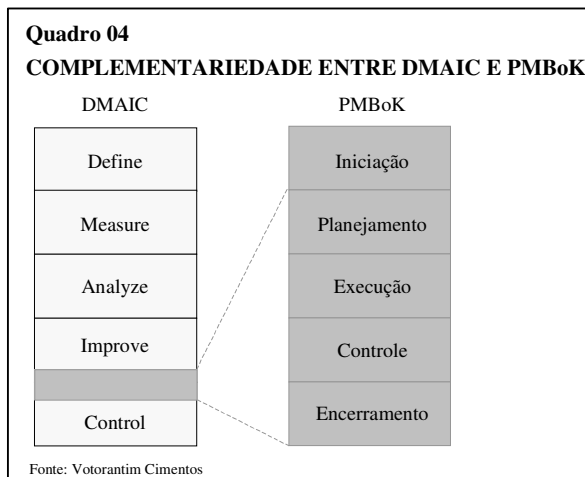 Quadro 04
COMPLEMENTARIEDADE ENTRE DMAIC E PMBoK
DMAIC
PMBoK
Define
Iniciação
Measure
Planejamento
Analyze
Execução
Improve
Controle
Control
Encerramento
Fonte: Votorantim Cimentos